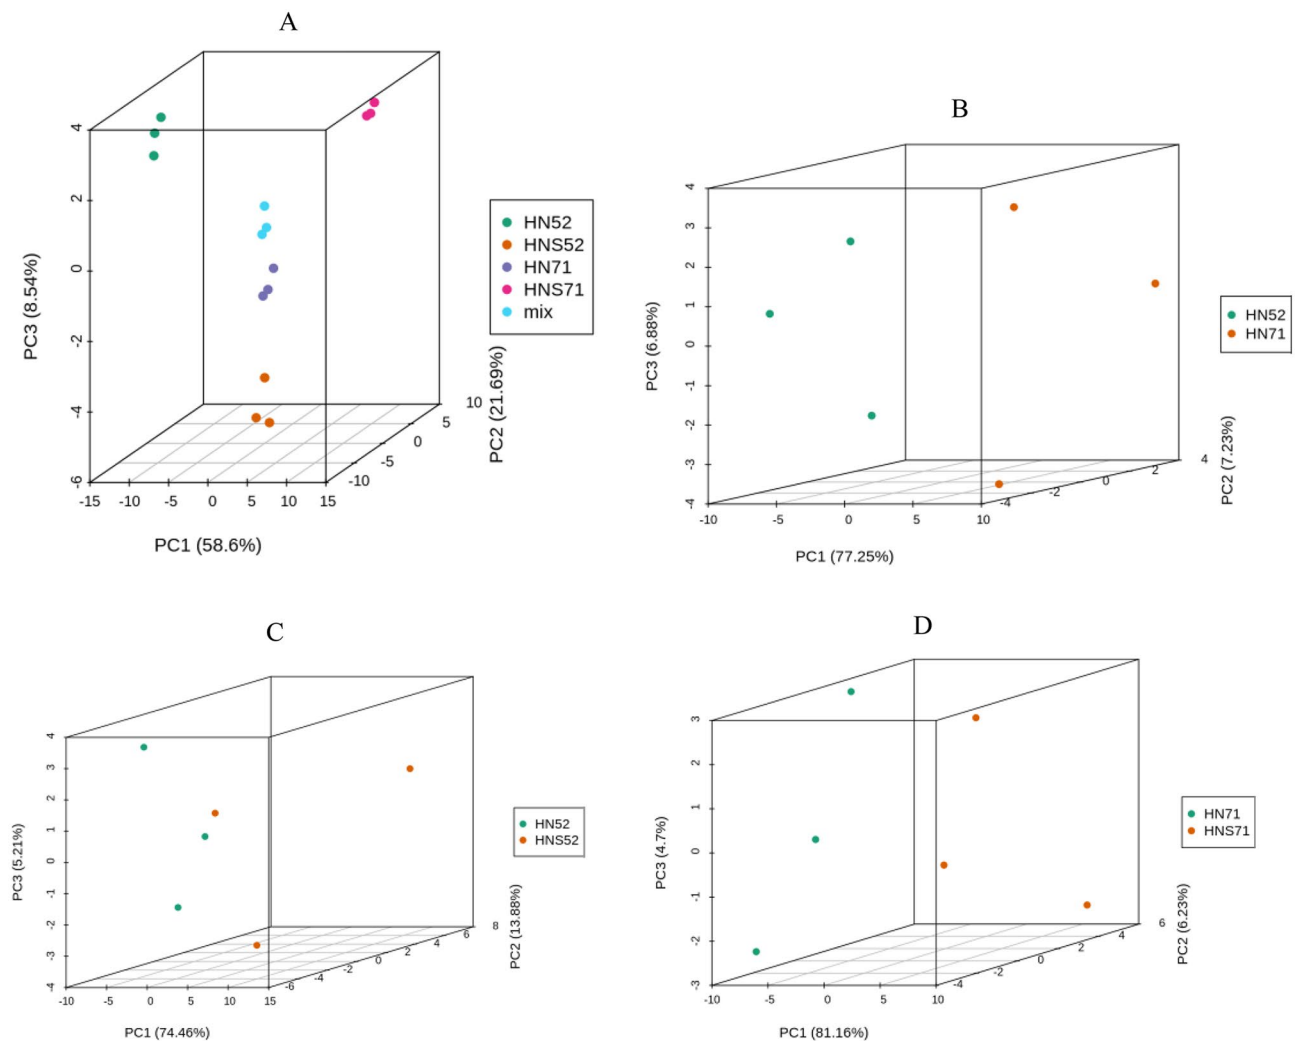 A
4
2
0
-2
-4
-6
PC3 (8.54%)
-15
-10
-5
0
5
10
15
PC1 (58.6%)
-10
-5
0
5
10
PC2 (21.69%)
HN52
HNS52
HN71
HNS71
mix
B
4
3
2
1
0
-1
-2
-3
-4
PC3 (6.88%)
-10
-5
0
5
10
PC1 (77.25%)
-4
-2
0
2
4
PC2 (7.23%)
HN52
HN71
C
4
3
2
1
0
-1
-2
-3
-4
PC3 (5.21%)
-10
-5
0
5
10
15
PC1 (74.46%)
-6
-4
-2
0
2
4
6
8
PC2 (13.88%)
HN52
HNS52
D
3
2
1
0
-1
-2
-3
PC3 (4.7%)
-10
-5
0
5
10
PC1 (81.16%)
-4
-2
0
2
4
6
PC2 (6.23%)
HN71
HNS71